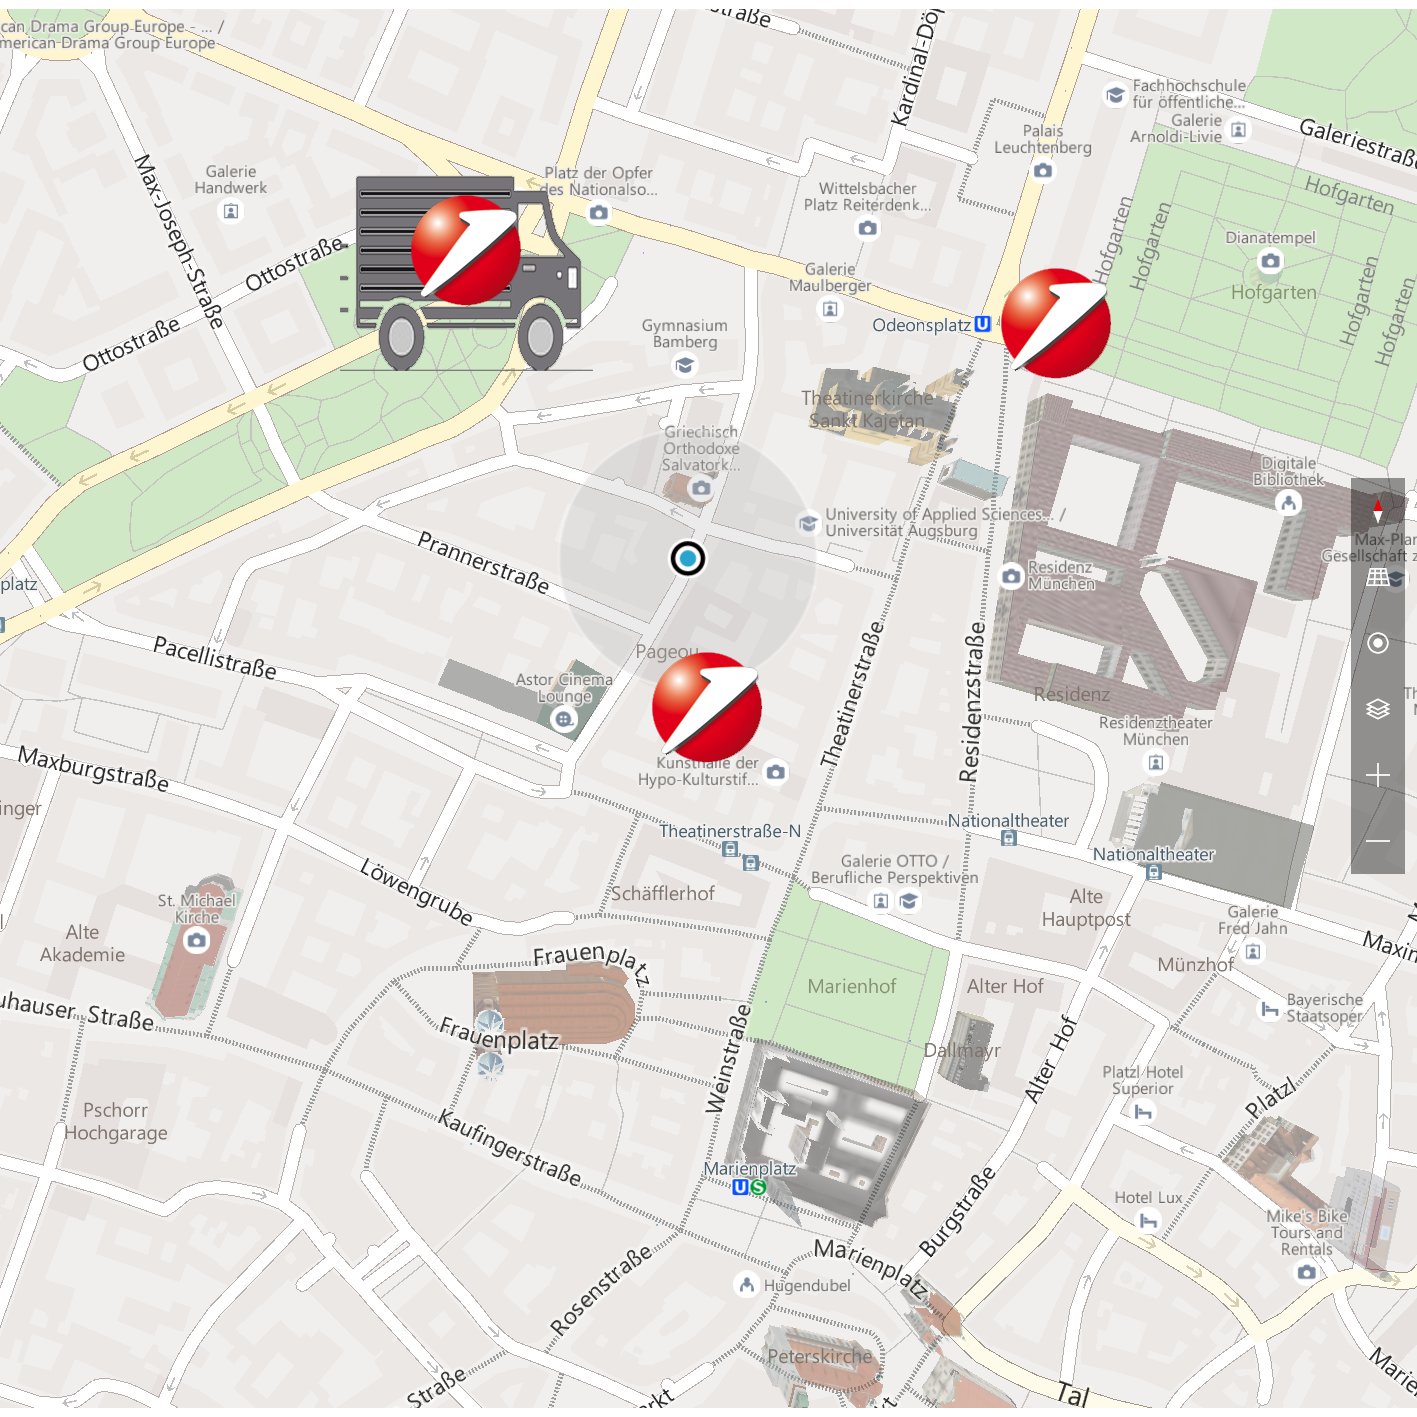 can Drama Group Europe - ... /
merican Drama Group Europe
straße
Kardinal-Döp
Fachhochschule
für öffentliche...
Galerie
Arnoldi-Livie
Galeriestraße
Palais
Leuchtenberg
Max-Joseph-Straße
Galerie
Handwerk
Platz der Opfer
des Nationalso...
Wittelsbacher
Platz Reiterdenk...
Hofgarten
Hofgarten
Hofgarten
Dianatempel
Hofgarten
Hofgarten
Hofgarten
Ottostraße
Ottostraße
Galerie
Maulberger
Odeonsplatz U
Gymnasium
Bamberg
Theatinerkirche
Sankt Kajetan
Griechisch
Orthodoxe
Salvatork...
Digitale
Bibliothek
University of Applied Sciences... /
Universität Augsburg
Max-Plan
Gesellschaft z
Prannerstraße
Residenz
München
platz
Pacellistraße
Pageou
Theatinerstraße
Residenzstraße
Residenz
Astor Cinema
Lounge
Th
Residenztheater
München
Maxburgstraße
Kunsthalle der
Hypo-Kulturstif...
inger
Theatinerstraße-N
Nationaltheater
Nationaltheater
Galerie OTTO /
Berufliche Perspektiven
Löwengrube
Schäfflerhof
St. Michael
Kirche
Alte
Hauptpost
Galerie
Fred Jahn
Alte
Akademie
Maxim
Frauenplatz
Marienhof
Alter Hof
Münzhof
Bayerische
Staatsoper
uhauser Straße
Frauenplatz
Weinstraße
Dallmayr
Alter Hof
Platzl Hotel
Superior
Platzl
Pschorr
Hochgarage
Kaufingerstraße
Marienplatz
U S
Burgstraße
Hotel Lux
Mike's Bike
Tours and
Rentals
Marienplatz
Rosenstraße
Hugendubel
Peterskirche
Straße
rkt
Tal
Marie